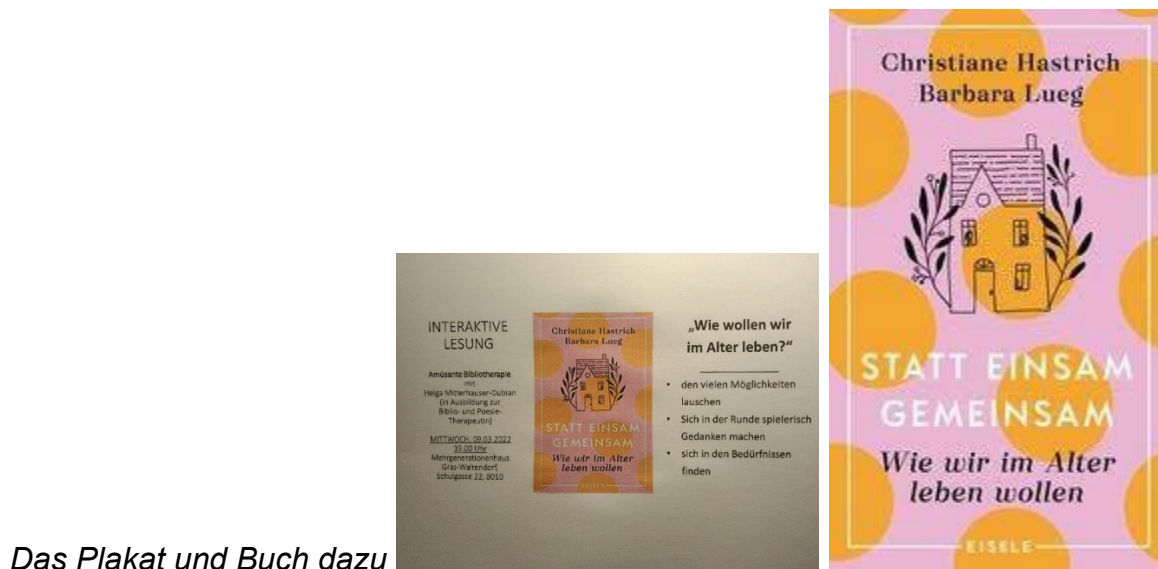 INTERAKTIVE
LESUNG
Amüsante Bibliotherapie
mit
Helga Mitterhauser-Dubian
(in Ausbildung zur
Biblio- und Poesie-
Therapeutin)
MITTWOCH, 09.03.2022
19.00 Uhr
Mehrgenerationenhaus
Graz-Waltendorf,
Schulgasse 22, 8010
Christiane Hastrich
Barbara Lueg
STATT EINSAM
GEMEINSAM
Wie wir im Alter
leben wollen
EISELE
„Wie wollen wir
im Alter leben?“
• den vielen Möglichkeiten
lauschen
• Sich in der Runde spielerisch
Gedanken machen
• sich in den Bedürfnissen
finden
Christiane Hastrich
Barbara Lueg
STATT EINSAM
GEMEINSAM
Wie wir im Alter
leben wollen
EISELE
Das Plakat und Buch dazu